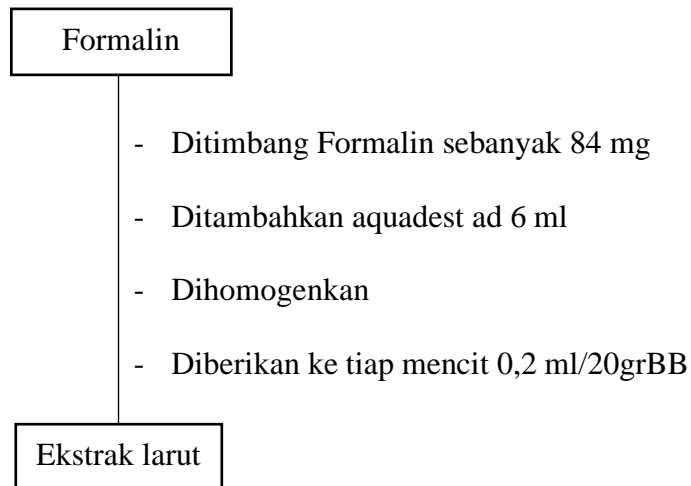 Formalin
- Ditimbang Formalin sebanyak 84 mg
- Ditambahkan aquadest ad 6 ml
- Dihomogenkan
- Diberikan ke tiap mencit 0,2 ml/20grBB
Ekstrak larut